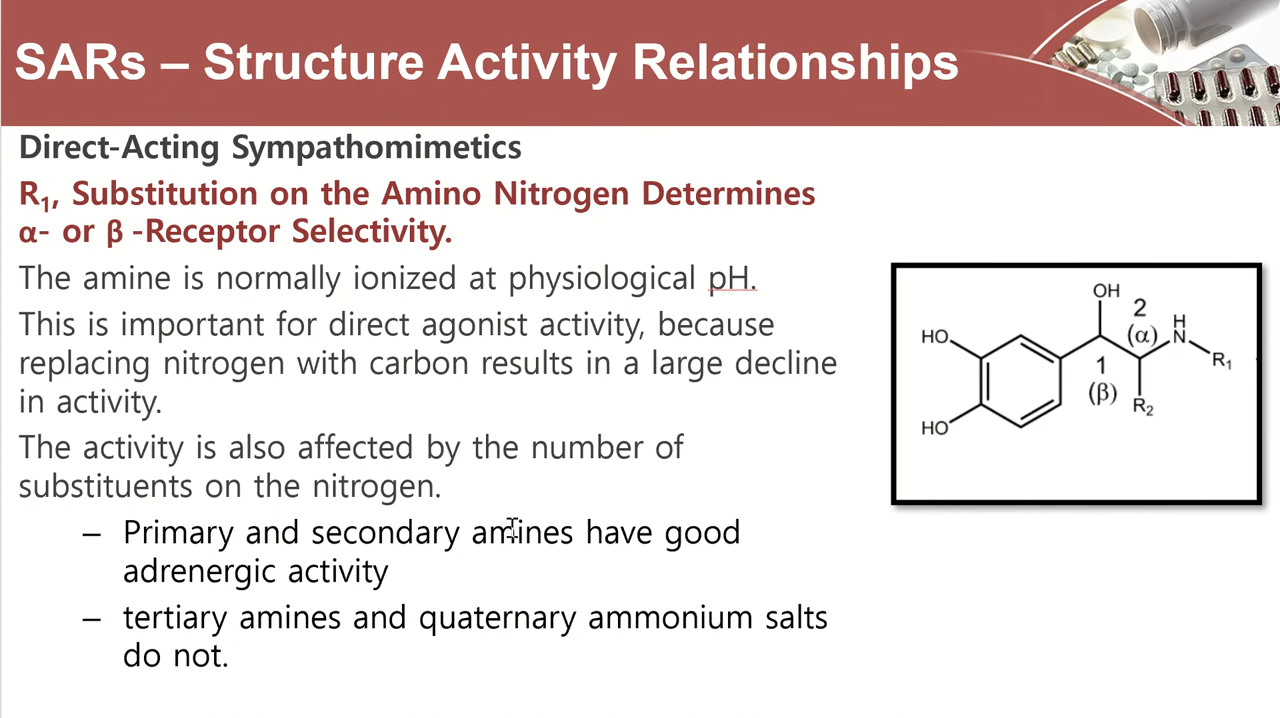 SARs – Structure Activity Relationships
Direct-Acting Sympathomimetics
R₁, Substitution on the Amino Nitrogen Determines
α- or β -Receptor Selectivity.
The amine is normally ionized at physiological pH.
This is important for direct agonist activity, because
replacing nitrogen with carbon results in a large decline
in activity.
The activity is also affected by the number of
substituents on the nitrogen.
– Primary and secondary amines have good
adrenergic activity
– tertiary amines and quaternary ammonium salts
do not.
OH
2
(α)
H
N
R₁
HO
1
(β)
R₂
HO